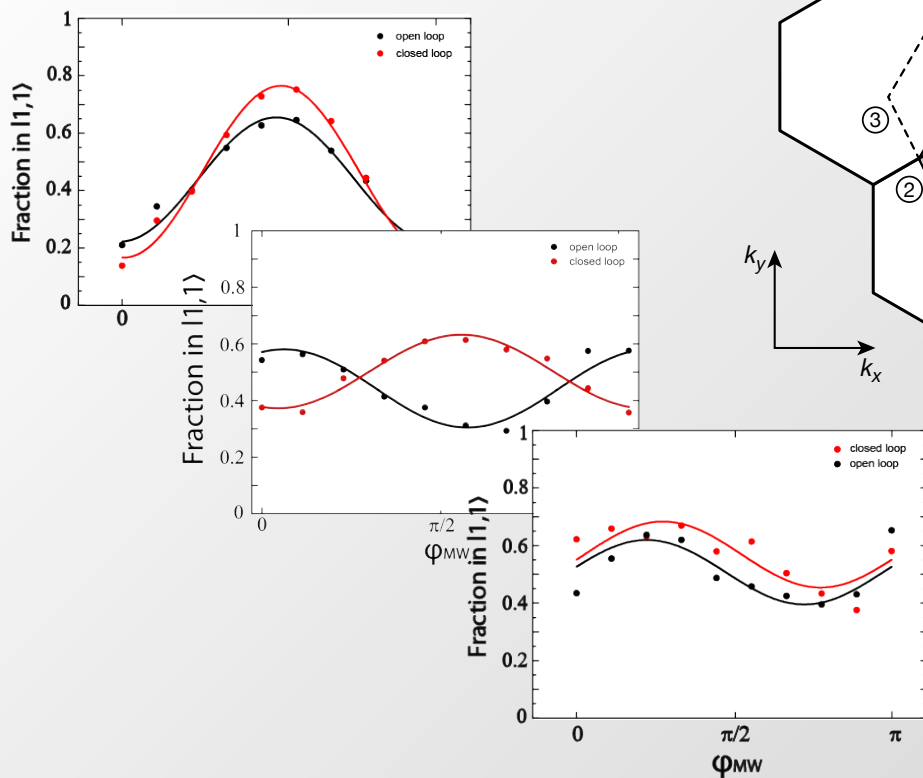 1
0.8
0.6
0.4
0.2
0
Fraction in |1,1⟩
open loop
closed loop
0
1
0.8
0.6
0.4
0.2
0
Fraction in |1,1⟩
open loop
closed loop
0
π/2
φMW
1
0.8
0.6
0.4
0.2
0
Fraction in |1,1⟩
closed loop
open loop
0
π/2
π
φMW
3
2
ky
kx